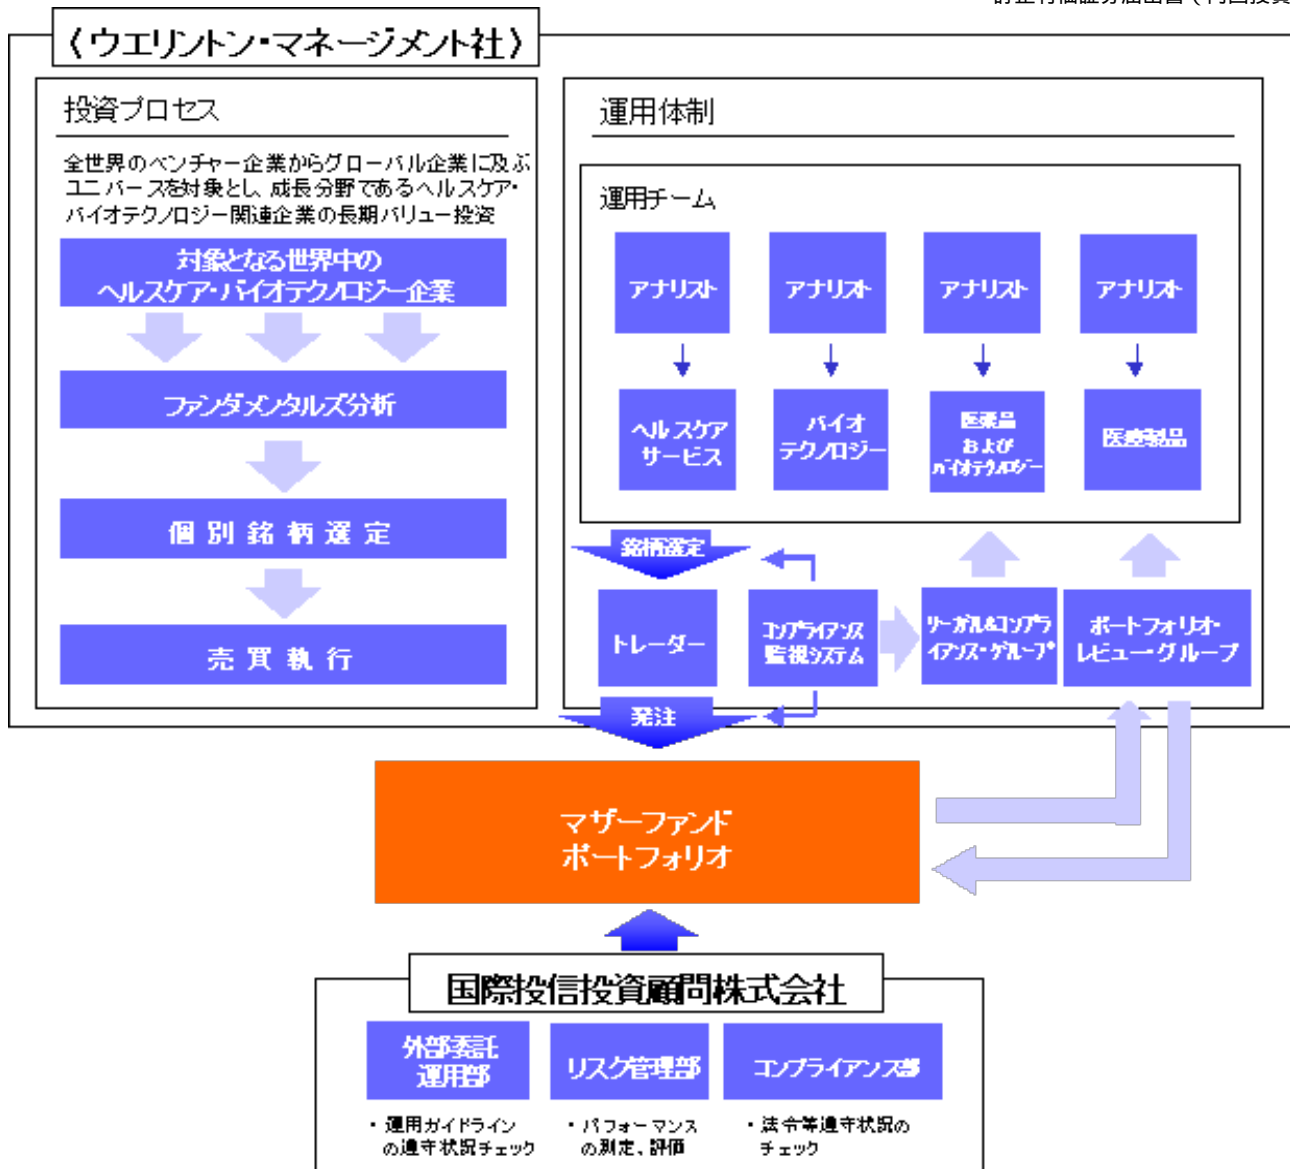 〈ウエリントン・マネージメント社〉
投資プロセス
全世界のベンチャー企業からグローバル企業に及ぶ
ユニバースを対象とし、成長分野であるヘルスケア・
バイオテクノロジー関連企業の長期バリュー投資
対象となる世界中の
ヘルスケア・バイオテクノロジー企業
ファンダメンタルズ分析
個別銘柄選定
売買執行
運用体制
運用チーム
アナリスト
アナリスト
アナリスト
アナリスト
ヘルスケア
サービス
バイオ
テクノロジー
医薬品
および
バイオテクノロジー
医療製品
銘柄選定
トレーダー
コンプライアンス
監視システム
リーガル&コンプラ
イアンス・グループ
ポートフォリオ・
レビュー・グループ
発注
マザーファンド
ポートフォリオ
国際投信投資顧問株式会社
外部委託
運用部
リスク管理部
コンプライアンス部
・運用ガイドライン
の遵守状況チェック
・パフォーマンス
の測定、評価
・法令等遵守状況の
チェック